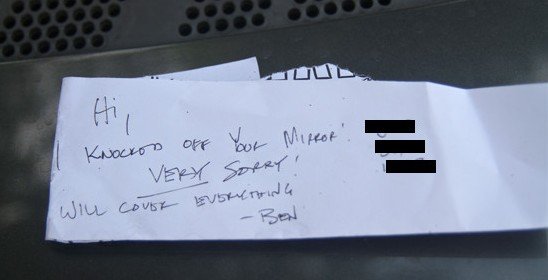 Hi,
I KNOCKED OFF YOUR MIRROR!
VERY SORRY!
WILL COVER EVERYTHING
- BEN